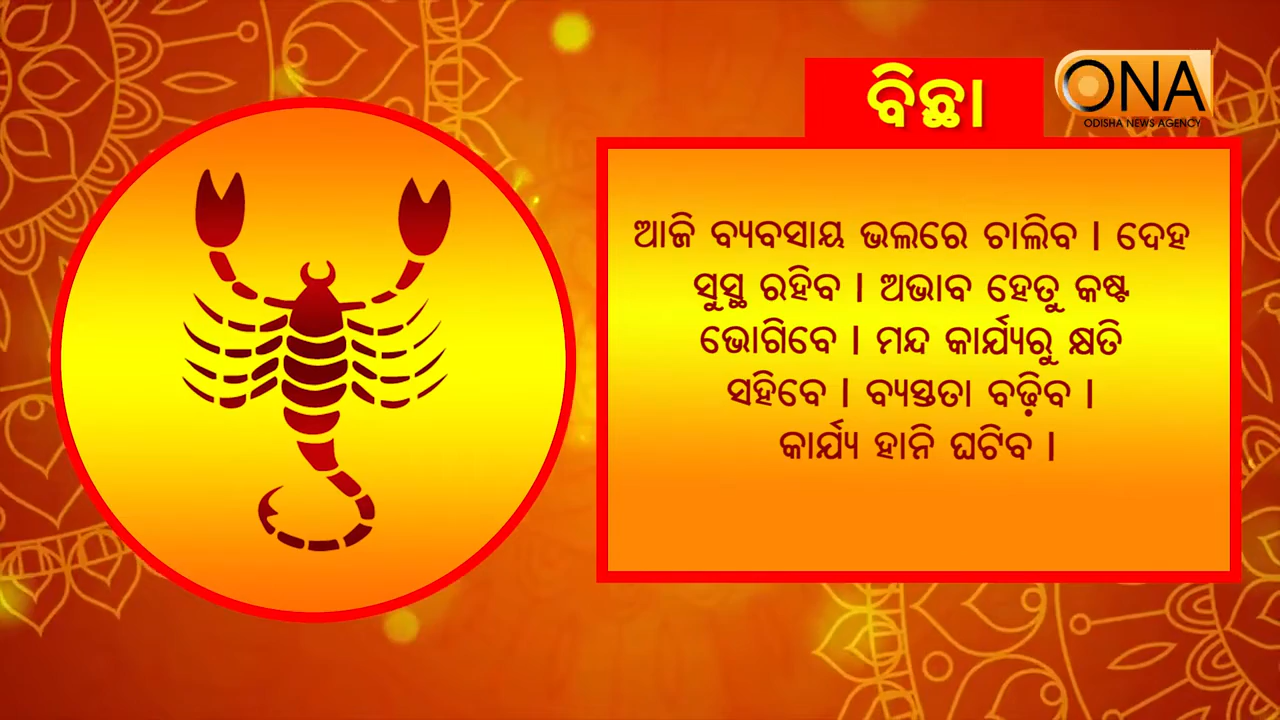 ବିଛା
ONA
ODISHA NEWS AGENCY
ଆଜି ବ୍ୟବସାୟ ଭଲରେ ଚାଲିବ । ଦେହ
ସୁସ୍ଥ ରହିବ । ଅଭାବ ହେତୁ କଷ୍ଟ
ଭୋଗିବେ । ମନ୍ଦ କାର୍ଯ୍ୟରୁ କ୍ଷତି
ସହିବେ । ବ୍ୟସ୍ତତା ବଢ଼ିବ ।
କାର୍ଯ୍ୟ ହାନି ଘଟିବ ।